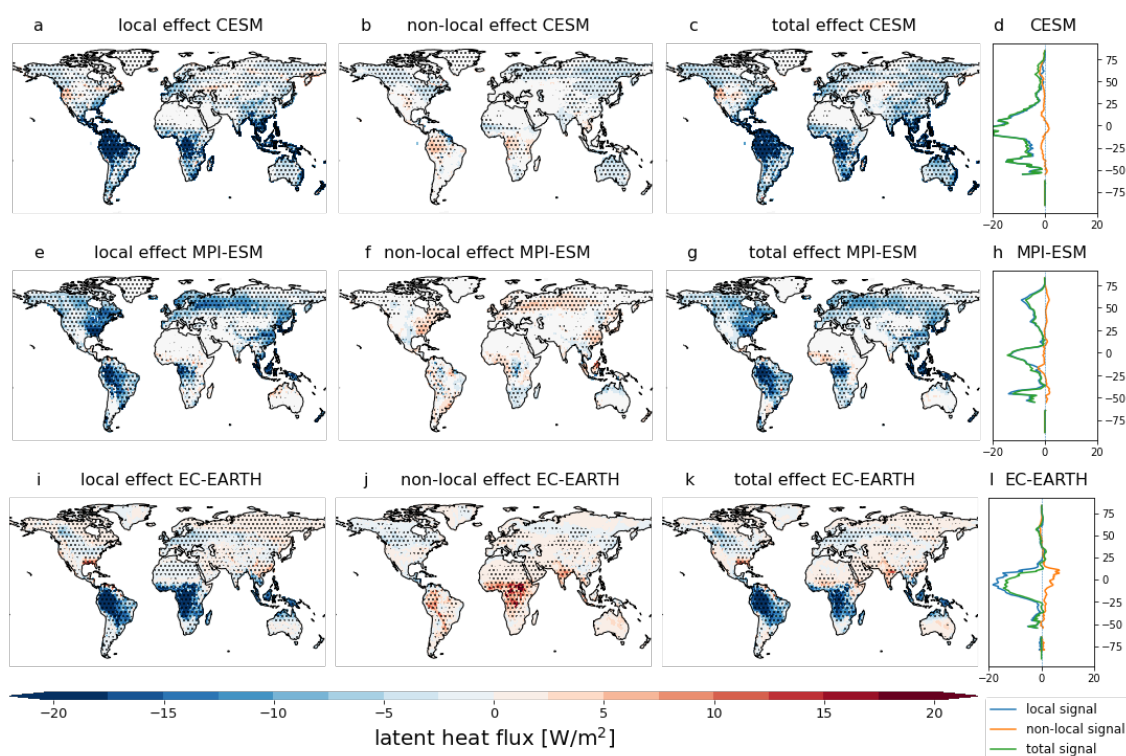 a local effect CESM
b non-local effect CESM
c total effect CESM
d CESM
75
50
25
0
−25
−50
−75
−20 0 20
e local effect MPI-ESM
f non-local effect MPI-ESM
g total effect MPI-ESM
h MPI-ESM
75
50
25
0
−25
−50
−75
−20 0 20
i local effect EC-EARTH
j non-local effect EC-EARTH
k total effect EC-EARTH
l EC-EARTH
75
50
25
0
−25
−50
−75
−20 0 20
−20 −15 −10 −5 0 5 10 15 20
latent heat flux [W/m²]
local signal
non-local signal
total signal